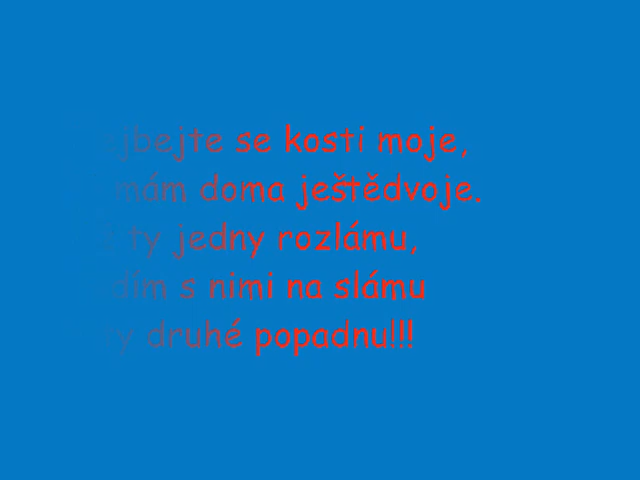 se kosti moje,
mám doma ještědvoje.
ty jedny rozlámu,
s nimi na slámu
druhé popadnu!!!